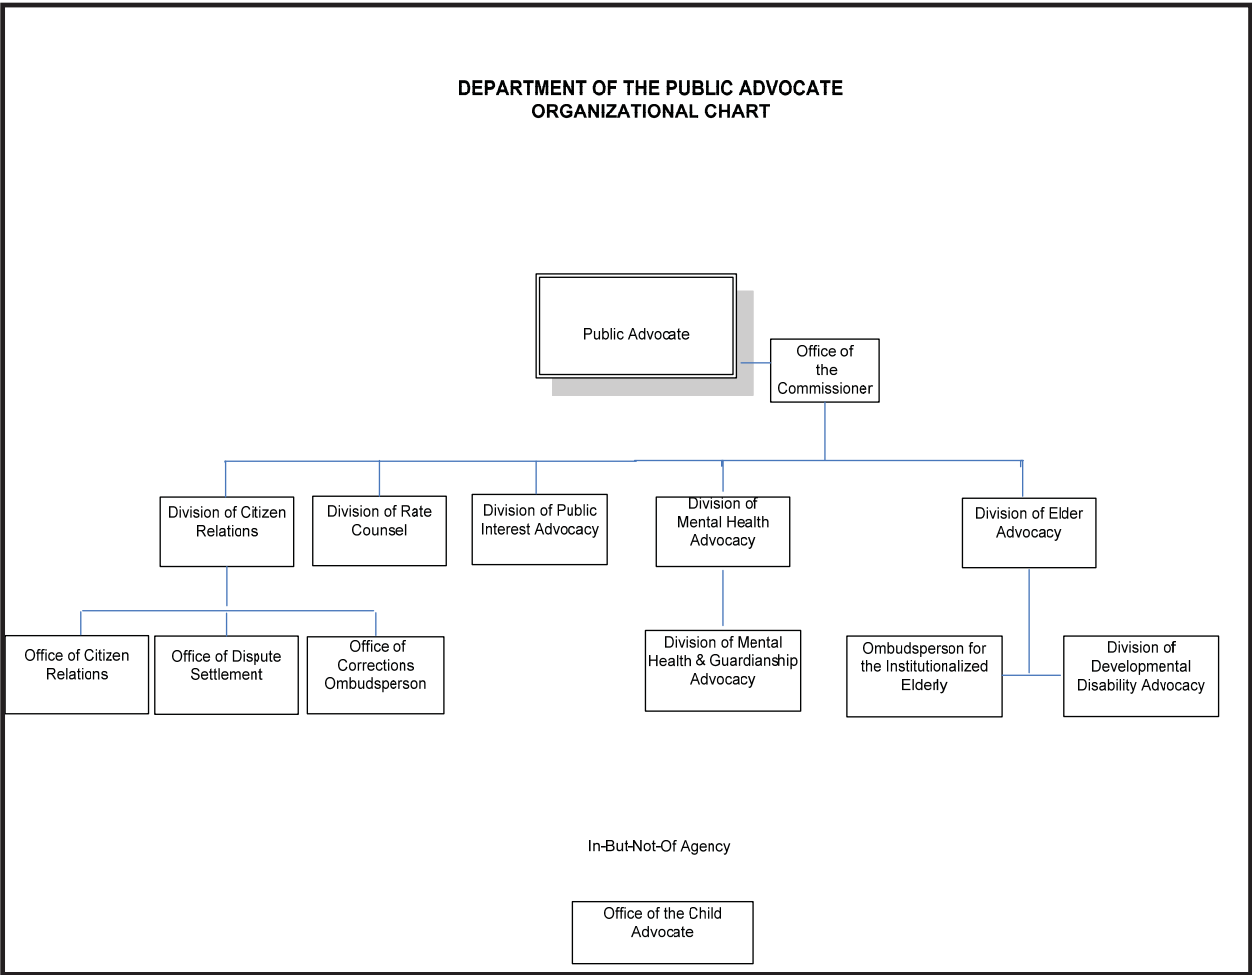 DEPARTMENT OF THE PUBLIC ADVOCATE
ORGANIZATIONAL CHART
Public Advocate
Office of
the
Commissioner
Division of Citizen
Relations
Division of Rate
Counsel
Division of Public
Interest Advocacy
Division of
Mental Health
Advocacy
Division of Elder
Advocacy
Office of Citizen
Relations
Office of Dispute
Settlement
Office of
Corrections
Ombudsperson
Division of Mental
Health & Guardianship
Advocacy
Ombudsperson for
the Institutionalized
Elderly
Division of
Developmental
Disability Advocacy
In-But-Not-Of Agency
Office of the Child
Advocate